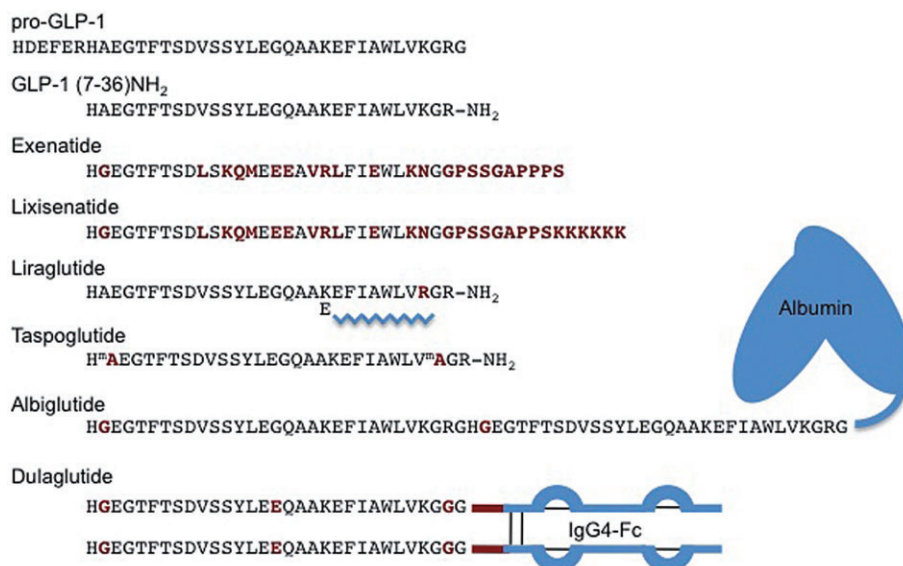 pro-GLP-1
HDEFERHAEGTFTSDVSSYLEGQAAKEFIAWLVKGRG
GLP-1 (7-36)NH₂
HAEGTFTSDVSSYLEGQAAKEFIAWLVKGR–NH₂
Exenatide
HGEGTFTSDLSKQMEEEAVRLFIEWLKNGGPSSGAPPPS
Lixisenatide
HGEGTFTSDLSKQMEEEAVRLFIEWLKNGGPSSGAPPSKKKKKK
Liraglutide
HAEGTFTSDVSSYLEGQAAKEFIAWLVRGR–NH₂
E
Albumin
Taspoglutide
HᵐAEGTFTSDVSSYLEGQAAKEFIAWLVᵐAGR–NH₂
Albiglutide
HGEGTFTSDVSSYLEGQAAKEFIAWLVKGRGHGEGTFTSDVSSYLEGQAAKEFIAWLVKGRG
Dulaglutide
HGEGTFTSDVSSYLEEQAAKEFIAWLVKGGG
IgG4-Fc
HGEGTFTSDVSSYLEEQAAKEFIAWLVKGGG